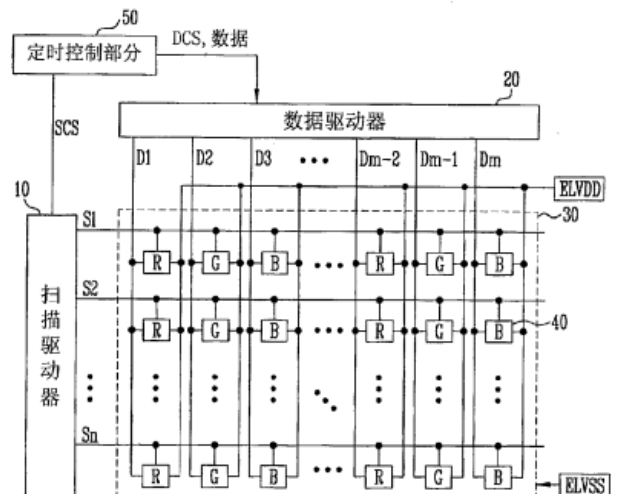 50
定时控制部分
DCS,数据
20
数据驱动器
SCS
D1 D2 D3 Dm-2 Dm-1 Dm
ELVDD
10
S1
30
R G B R G B
扫描驱动器
S2
40
R G B R G B
Sn
R G B R G B
ELVSS